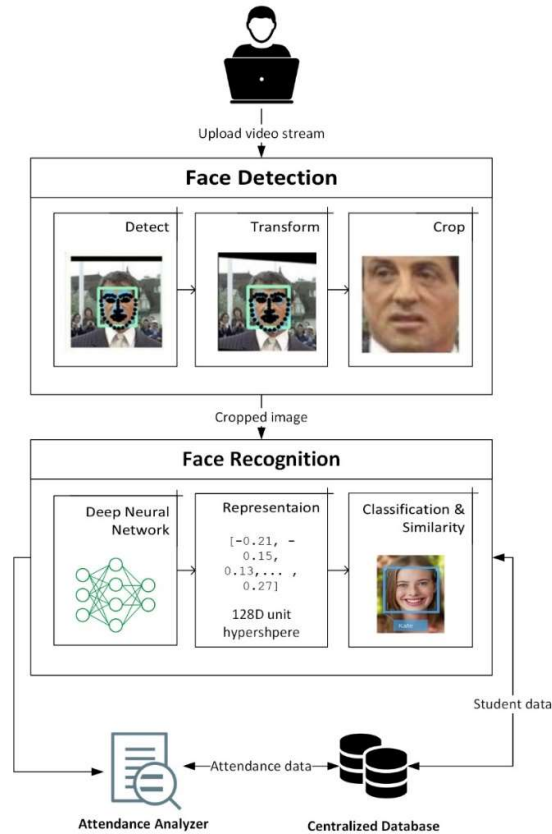 Upload video stream
Face Detection
Detect
Transform
Crop
Cropped image
Face Recognition
Deep Neural
Network
Representaion
[-0.21, -
0.15,
0.13,... ,
0.27]
128D unit
hypershpere
Classification &
Similarity
Kate
Student data
Attendance data
Attendance Analyzer
Centralized Database